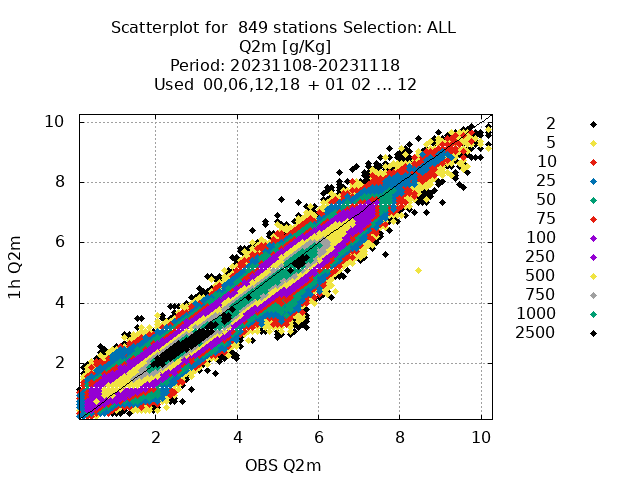 Scatterplot for  849 stations Selection: ALL
Q2m [g/Kg]
Period: 20231108-20231118
Used  00,06,12,18  + 01 02 ... 12
10
8
6
4
2
1h Q2m
2 4 6 8 10
OBS Q2m
2
5
10
25
50
75
100
250
500
750
1000
2500